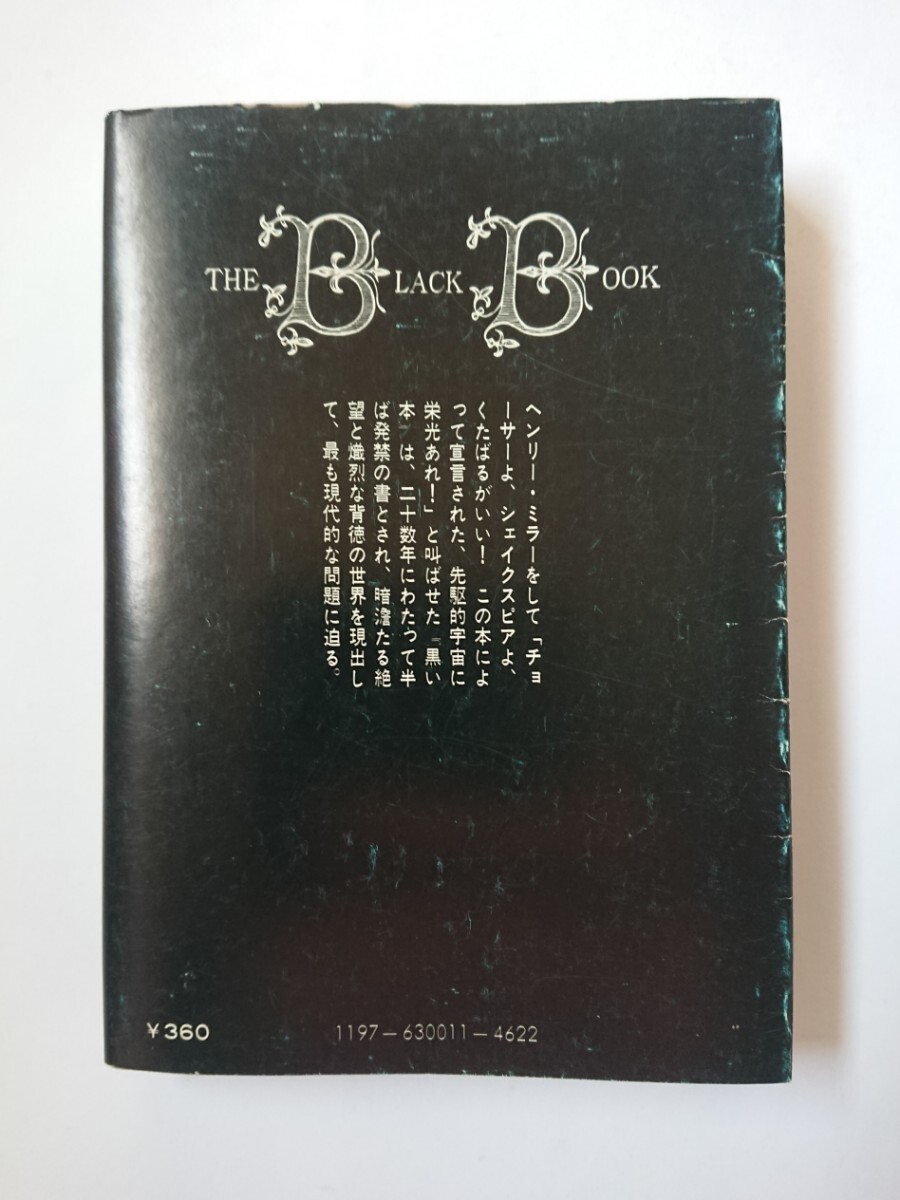 THE BLACK BOOK
ヘンリー・ミラーをして「チョ
ーサーよ、シェイクスピアよ、
くたばるがいい！　この本によ
って宣言された、先駆的宇宙に
栄光あれ！」と叫ばせた『黒い
本』は、二十数年にわたって半
ば発禁の書とされ、暗澹たる絶
望と熾烈な背徳の世界を現出し
て、最も現代的な問題に迫る。
￥360
1197－630011－4622